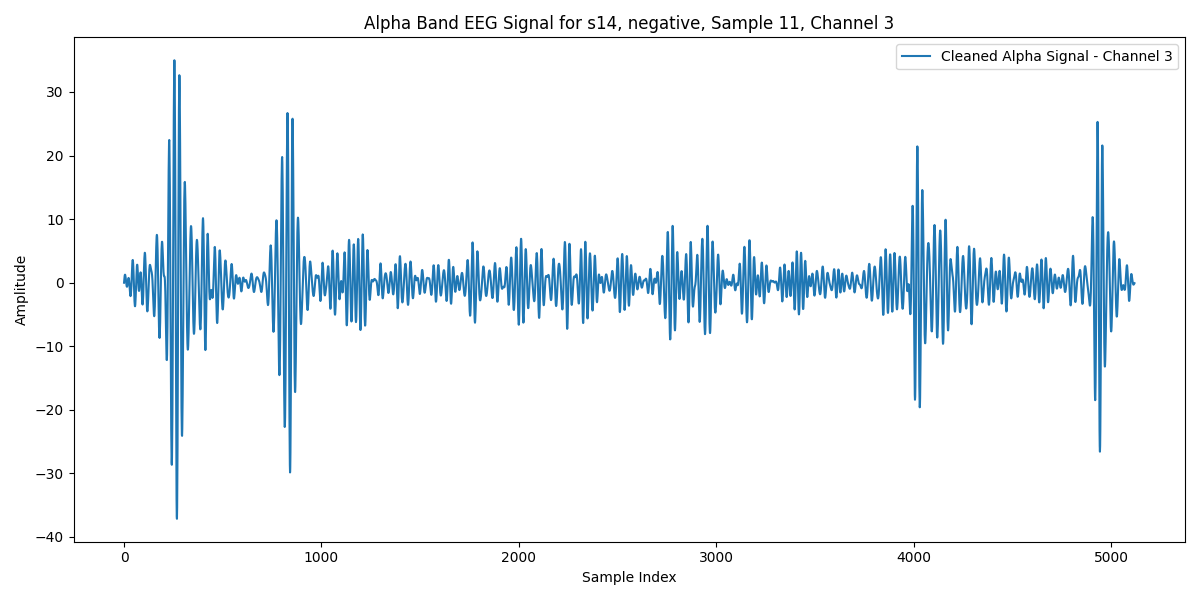 Alpha Band EEG Signal for s14, negative, Sample 11, Channel 3
Cleaned Alpha Signal - Channel 3
Amplitude
30
20
10
0
−10
−20
−30
−40
0 1000 2000 3000 4000 5000
Sample Index